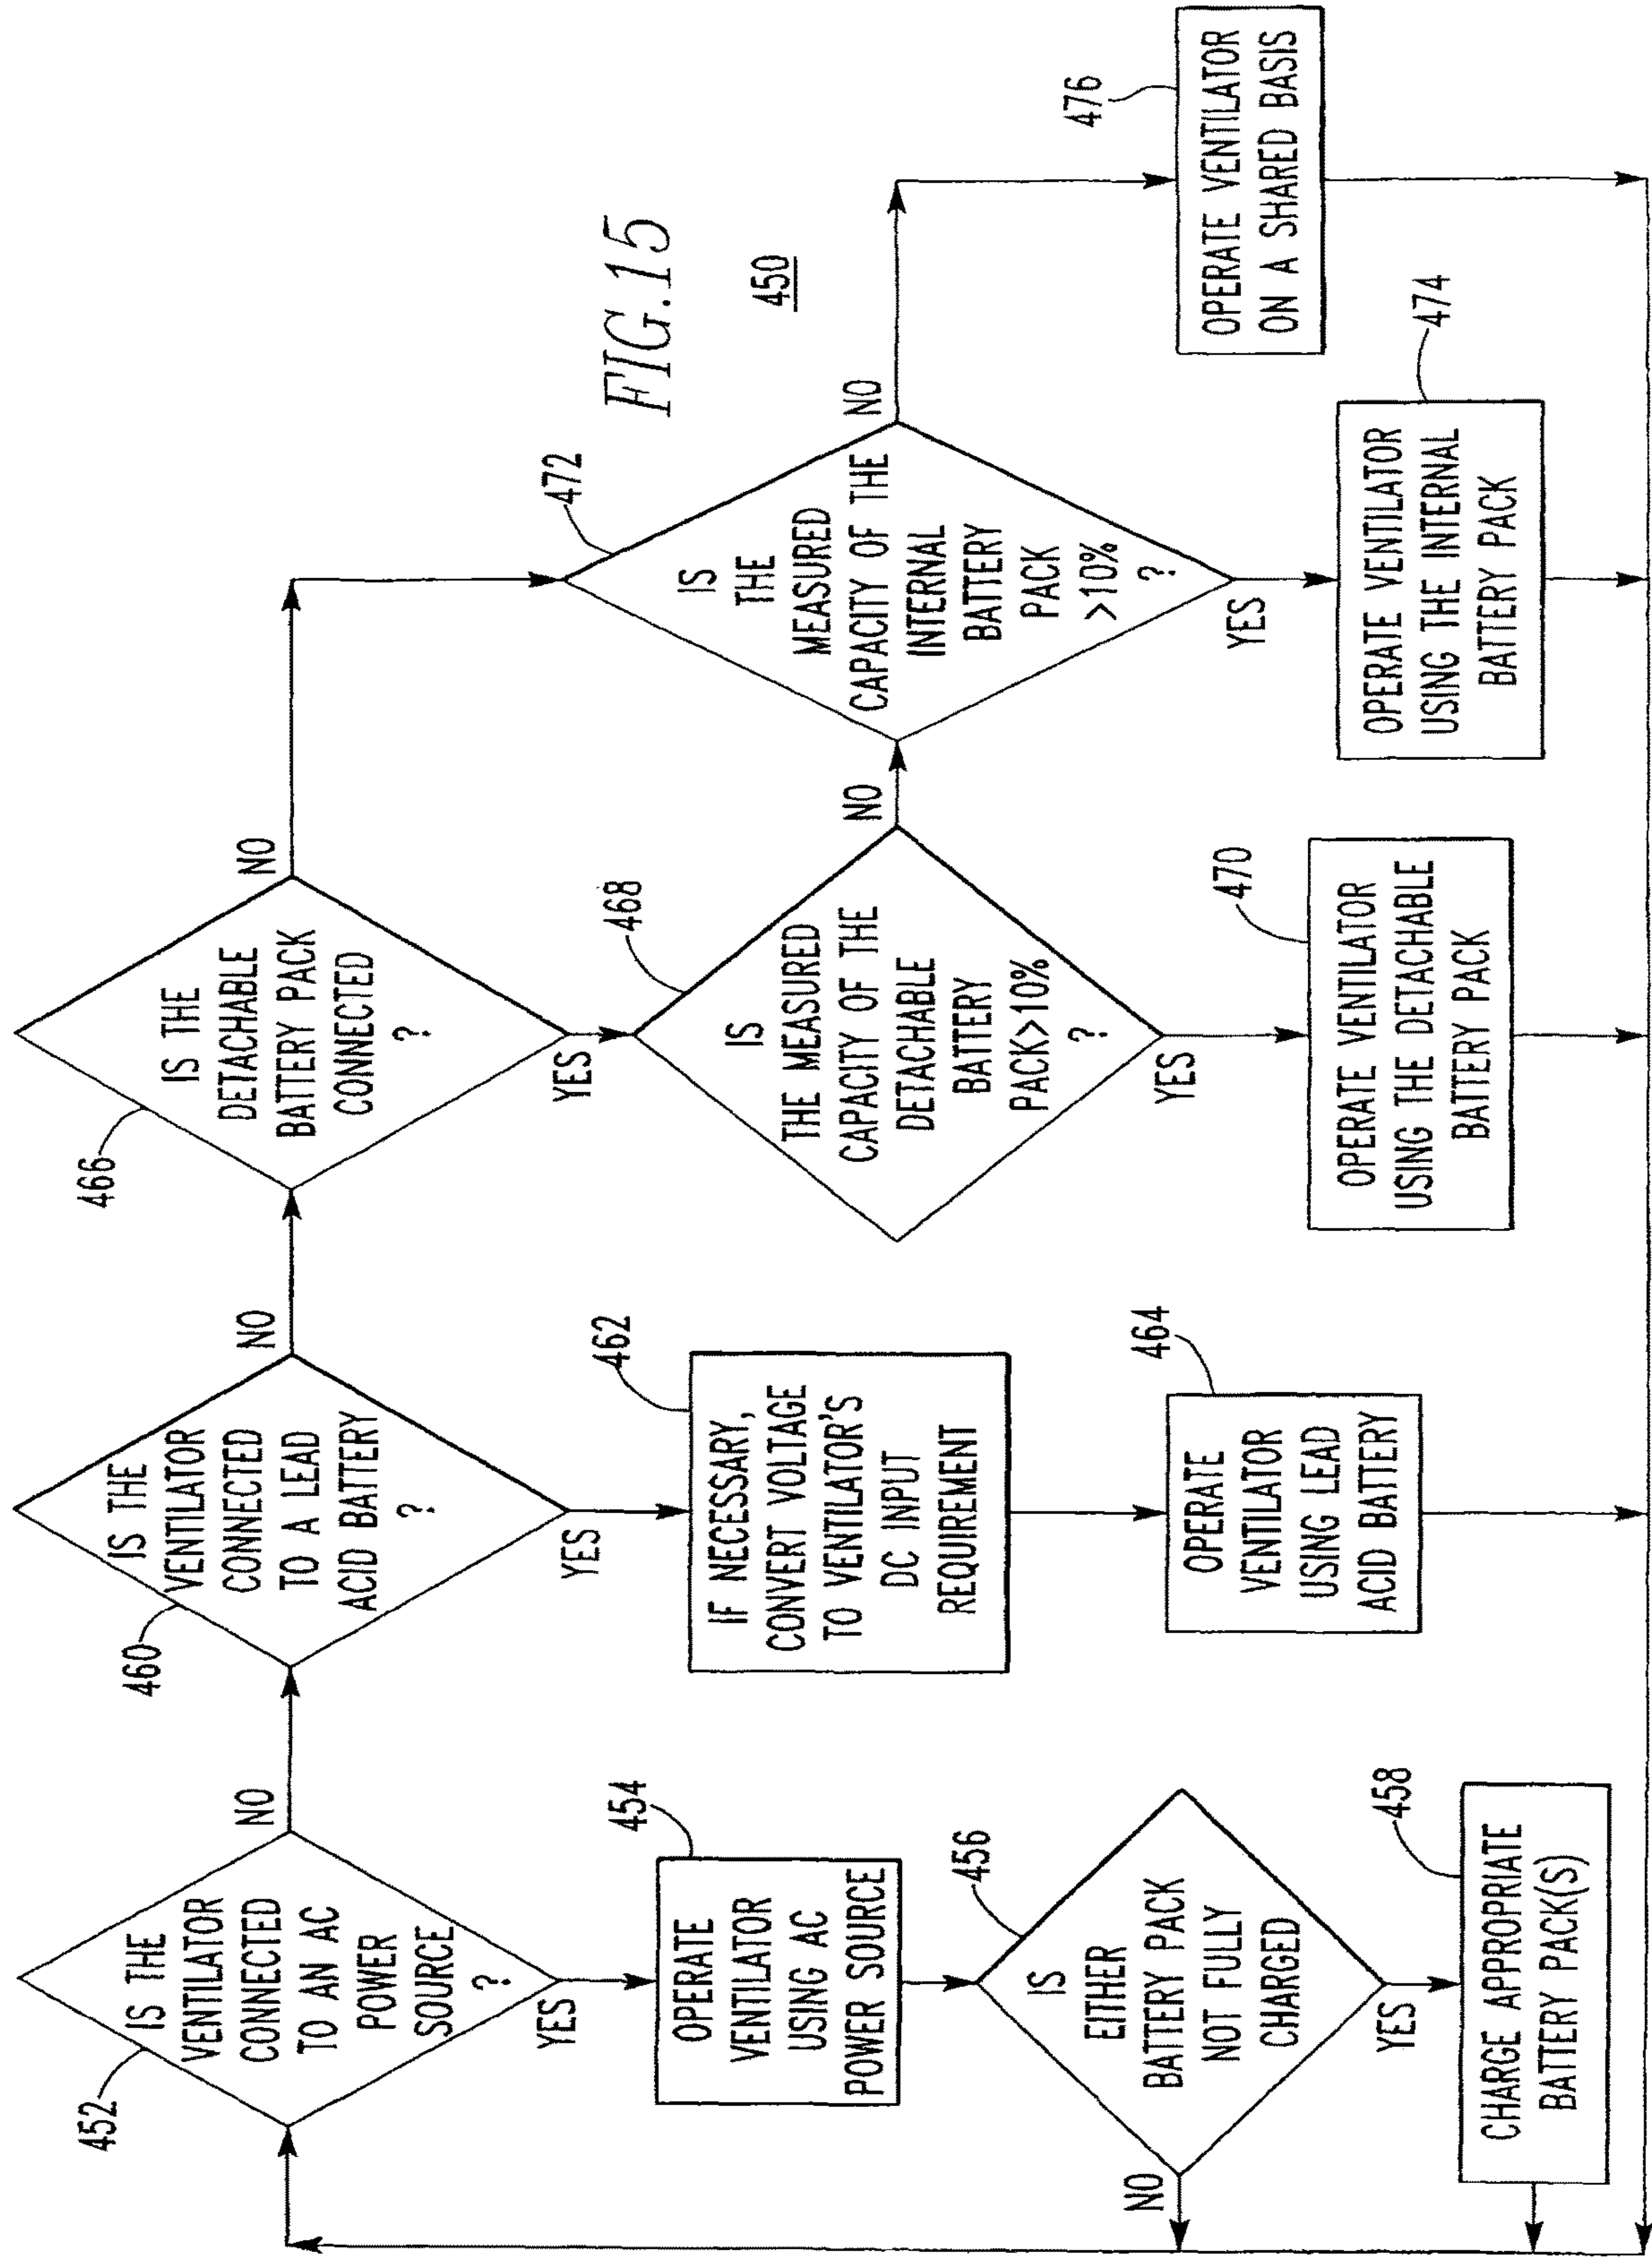 FIG.15
450
452
IS THE
VENTILATOR
CONNECTED
TO AN AC
POWER
SOURCE
?
NO
YES
454
OPERATE
VENTILATOR
USING AC
POWER SOURCE
456
IS
EITHER
BATTERY PACK
NOT FULLY
CHARGED
NO
YES
458
CHARGE APPROPRIATE
BATTERY PACK(S)
460
IS THE
VENTILATOR
CONNECTED
TO A LEAD
ACID BATTERY
?
NO
YES
462
IF NECESSARY,
CONVERT VOLTAGE
TO VENTILATOR'S
DC INPUT
REQUIREMENT
464
OPERATE
VENTILATOR
USING LEAD
ACID BATTERY
466
IS THE
DETACHABLE
BATTERY PACK
CONNECTED
?
NO
YES
468
IS
THE MEASURED
CAPACITY OF THE
DETACHABLE
BATTERY
PACK>10%
?
NO
YES
470
OPERATE VENTILATOR
USING THE DETACHABLE
BATTERY PACK
472
IS
THE
MEASURED
CAPACITY OF THE
INTERNAL
BATTERY
PACK
>10%
?
NO
YES
474
OPERATE VENTILATOR
USING THE INTERNAL
BATTERY PACK
476
OPERATE VENTILATOR
ON A SHARED BASIS